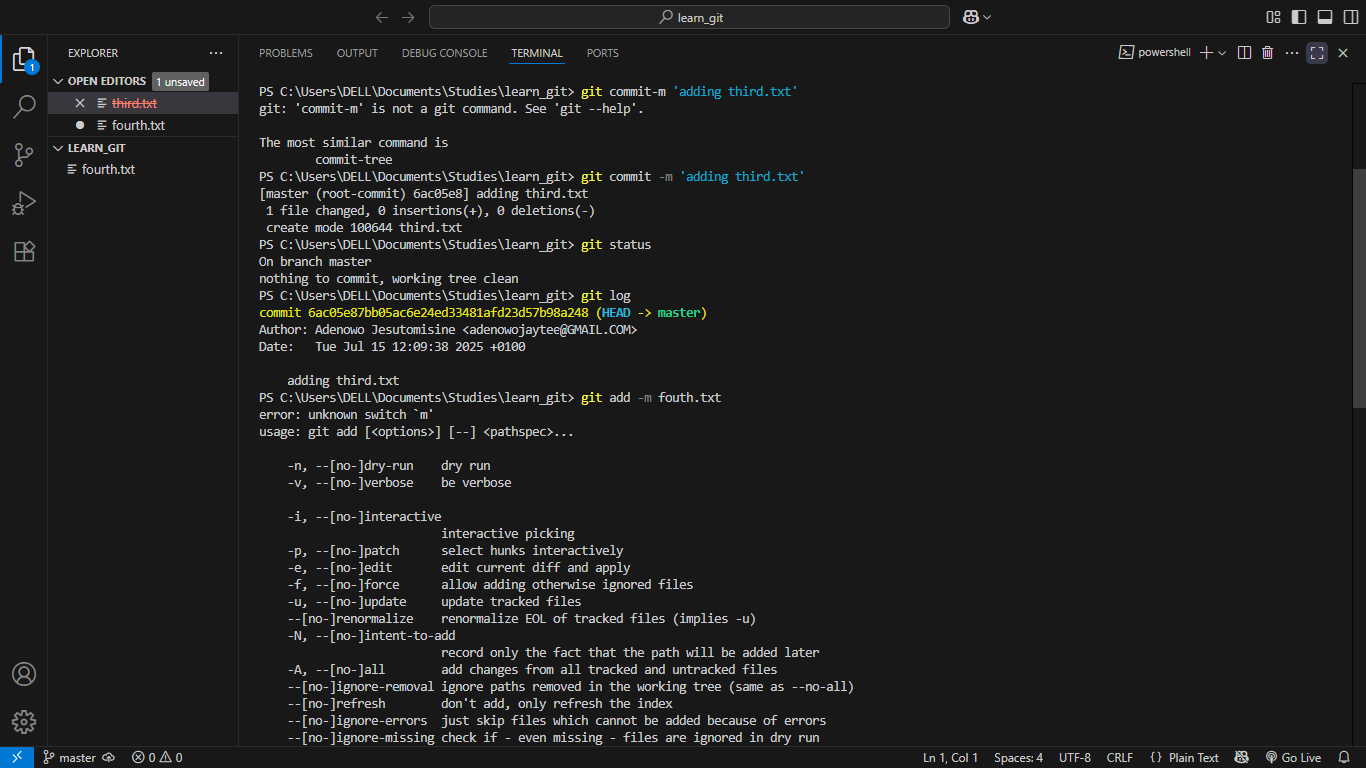 learn_git
EXPLORER
OPEN EDITORS 1 unsaved
third.txt
fourth.txt
LEARN_GIT
fourth.txt
1
PROBLEMS OUTPUT DEBUG CONSOLE TERMINAL PORTS
powershell
PS C:\Users\DELL\Documents\Studies\learn_git> git commit-m 'adding third.txt'
git: 'commit-m' is not a git command. See 'git --help'.
The most similar command is
commit-tree
PS C:\Users\DELL\Documents\Studies\learn_git> git commit -m 'adding third.txt'
[master (root-commit) 6ac05e8] adding third.txt
1 file changed, 0 insertions(+), 0 deletions(-)
create mode 100644 third.txt
PS C:\Users\DELL\Documents\Studies\learn_git> git status
On branch master
nothing to commit, working tree clean
PS C:\Users\DELL\Documents\Studies\learn_git> git log
commit 6ac05e87bb05ac6e24ed33481afd23d57b98a248 (HEAD -> master)
Author: Adenowo Jesutomisine <adenowojaytee@GMAIL.COM>
Date:   Tue Jul 15 12:09:38 2025 +0100
adding third.txt
PS C:\Users\DELL\Documents\Studies\learn_git> git add -m fouth.txt
error: unknown switch `m'
usage: git add [<options>] [--] <pathspec>...
-n, --[no-]dry-run    dry run
-v, --[no-]verbose    be verbose
-i, --[no-]interactive
interactive picking
-p, --[no-]patch      select hunks interactively
-e, --[no-]edit       edit current diff and apply
-f, --[no-]force      allow adding otherwise ignored files
-u, --[no-]update     update tracked files
--[no-]renormalize    renormalize EOL of tracked files (implies -u)
-N, --[no-]intent-to-add
record only the fact that the path will be added later
-A, --[no-]all        add changes from all tracked and untracked files
--[no-]ignore-removal ignore paths removed in the working tree (same as --no-all)
--[no-]refresh        don't add, only refresh the index
--[no-]ignore-errors  just skip files which cannot be added because of errors
--[no-]ignore-missing check if - even missing - files are ignored in dry run
master 0 0 Ln 1, Col 1 Spaces: 4 UTF-8 CRLF {} Plain Text Go Live